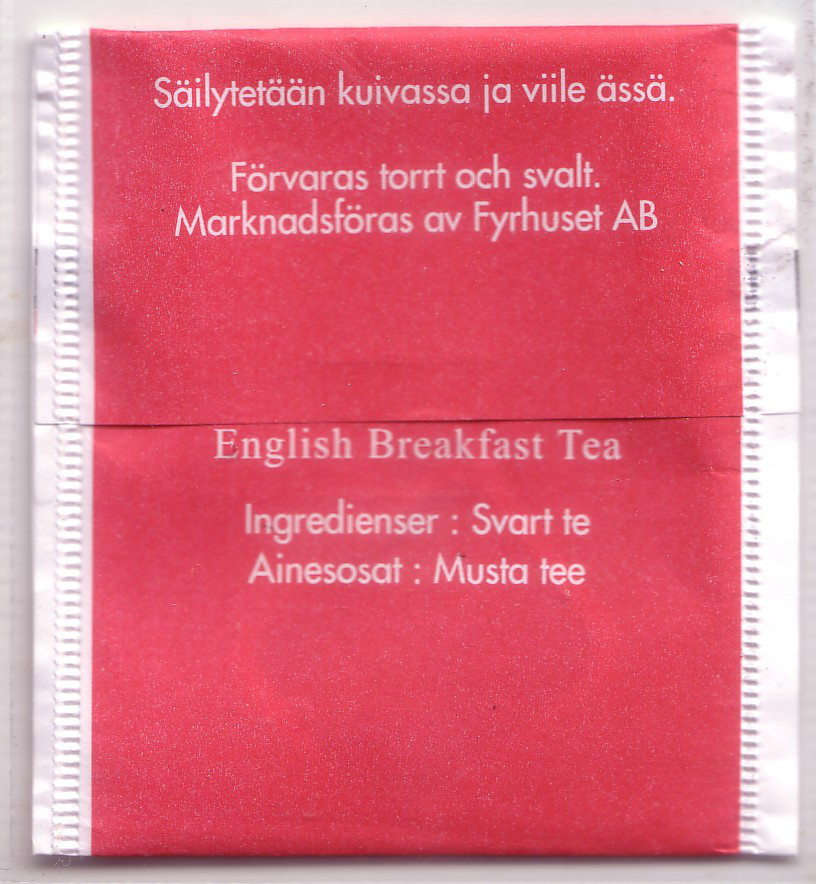 Säilytetään kuivassa ja viile ässä.
Förvaras torrt och svalt.
Marknadsföras av Fyrhuset AB
English Breakfast Tea
Ingredienser : Svart te
Ainesosat : Musta tee